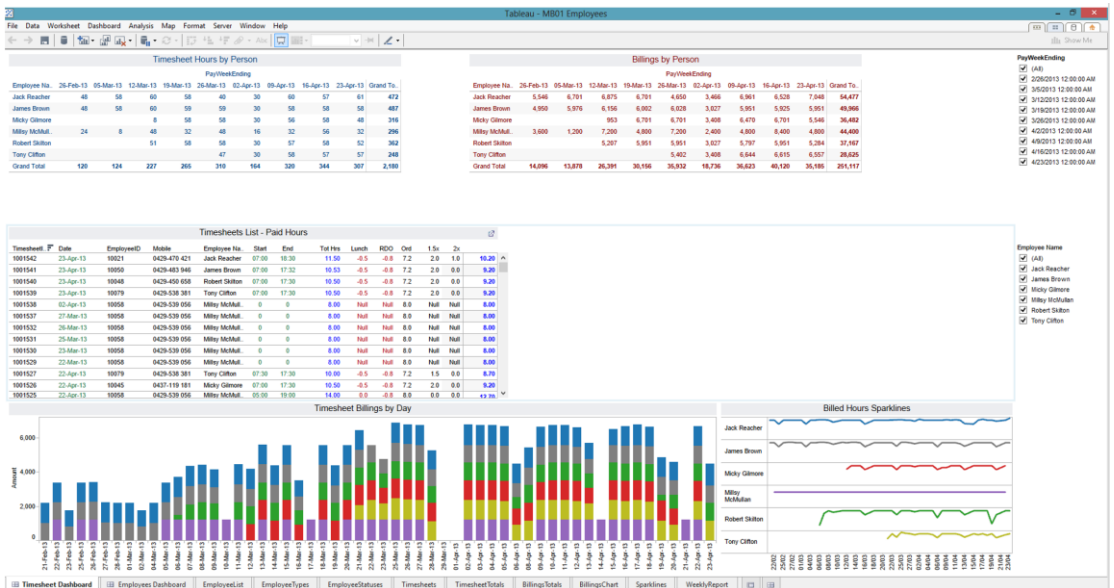 Tableau - MB01 Employees
File Data Worksheet Dashboard Analysis Map Format Server Window Help
Abc
Show Me
Timesheet Hours by Person
PayWeekEnding
Employee Na.. 26-Feb-13 05-Mar-13 12-Mar-13 19-Mar-13 26-Mar-13 02-Apr-13 09-Apr-13 16-Apr-13 23-Apr-13 Grand To..
Jack Reacher 48 58 60 58 40 30 60 57 61 472
James Brown 48 58 60 59 59 30 58 58 58 487
Micky Gilmore 8 58 58 30 56 58 48 316
Millsy McMull.. 24 8 48 32 48 16 32 56 32 296
Robert Skilton 51 58 58 30 57 58 52 362
Tony Clifton 47 30 58 57 57 248
Grand Total 120 124 227 265 310 164 320 344 307 2,180
Billings by Person
PayWeekEnding
Employee Na.. 26-Feb-13 05-Mar-13 12-Mar-13 19-Mar-13 26-Mar-13 02-Apr-13 09-Apr-13 16-Apr-13 23-Apr-13 Grand To..
Jack Reacher 5,546 6,701 6,875 6,701 4,650 3,466 6,961 6,528 7,048 54,477
James Brown 4,950 5,976 6,156 6,002 6,028 3,027 5,951 5,925 5,951 49,966
Micky Gilmore 953 6,701 6,701 3,408 6,470 6,701 5,546 36,482
Millsy McMull.. 3,600 1,200 7,200 4,800 7,200 2,400 4,800 8,400 4,800 44,400
Robert Skilton 5,207 5,951 5,951 3,027 5,797 5,951 5,284 37,167
Tony Clifton 5,402 3,408 6,644 6,615 6,557 28,625
Grand Total 14,096 13,878 26,391 30,156 35,932 18,736 36,623 40,120 35,185 251,117
PayWeekEnding
(All)
2/26/2013 12:00:00 AM
3/5/2013 12:00:00 AM
3/12/2013 12:00:00 AM
3/19/2013 12:00:00 AM
3/26/2013 12:00:00 AM
4/2/2013 12:00:00 AM
4/9/2013 12:00:00 AM
4/16/2013 12:00:00 AM
4/23/2013 12:00:00 AM
Timesheets List - Paid Hours
TimesheetI.. Date EmployeeID Mobile Employee Na.. Start End Tot Hrs Lunch RDO Ord 1.5x 2x
1001542 23-Apr-13 10021 0429-470 421 Jack Reacher 07:00 18:30 11.50 -0.5 -0.8 7.2 2.0 1.0 10.20
1001541 23-Apr-13 10050 0429-483 946 James Brown 07:00 17:32 10.53 -0.5 -0.8 7.2 2.0 0.0 9.20
1001540 23-Apr-13 10048 0429-450 658 Robert Skilton 07:00 17:30 10.50 -0.5 -0.8 7.2 2.0 0.0 9.20
1001539 23-Apr-13 10079 0429-538 381 Tony Clifton 07:00 17:30 10.50 -0.5 -0.8 7.2 2.0 0.0 9.20
1001538 02-Apr-13 10058 0429-539 056 Millsy McMull.. 0 0 8.00 Null Null 8.0 Null Null 8.00
1001537 27-Mar-13 10058 0429-539 056 Millsy McMull.. 0 0 8.00 Null Null 8.0 Null Null 8.00
1001532 26-Mar-13 10058 0429-539 056 Millsy McMull.. 0 0 8.00 Null Null 8.0 Null Null 8.00
1001531 25-Mar-13 10058 0429-539 056 Millsy McMull.. 0 0 8.00 Null Null 8.0 Null Null 8.00
1001530 23-Mar-13 10058 0429-539 056 Millsy McMull.. 0 0 8.00 Null Null 8.0 Null Null 8.00
1001529 22-Mar-13 10058 0429-539 056 Millsy McMull.. 0 0 8.00 Null Null 8.0 Null Null 8.00
1001527 22-Apr-13 10079 0429-538 381 Tony Clifton 07:30 17:30 10.00 -0.5 -0.8 7.2 1.5 0.0 8.70
1001526 22-Apr-13 10045 0437-119 181 Micky Gilmore 07:00 17:30 10.50 -0.5 -0.8 7.2 2.0 0.0 9.20
1001525 22-Apr-13 10058 0429-539 056 Millsy McMull.. 05:00 19:00 14.00 0.0 -0.8 8.0 0.0 0.0 13.20
Employee Name
(All)
Jack Reacher
James Brown
Micky Gilmore
Millsy McMullan
Robert Skilton
Tony Clifton
Timesheet Billings by Day
Amount
6,000
4,000
2,000
0
21-Feb-13 22-Feb-13 23-Feb-13 25-Feb-13 26-Feb-13
Billed Hours Sparklines
Jack Reacher
James Brown
Micky Gilmore
Millsy McMullan
Robert Skilton
Tony Clifton
Timesheet Dashboard Employees Dashboard EmployeeList EmployeeTypes EmployeeStatuses Timesheets TimesheetTotals BillingsTotals BillingsChart Sparklines WeeklyReport